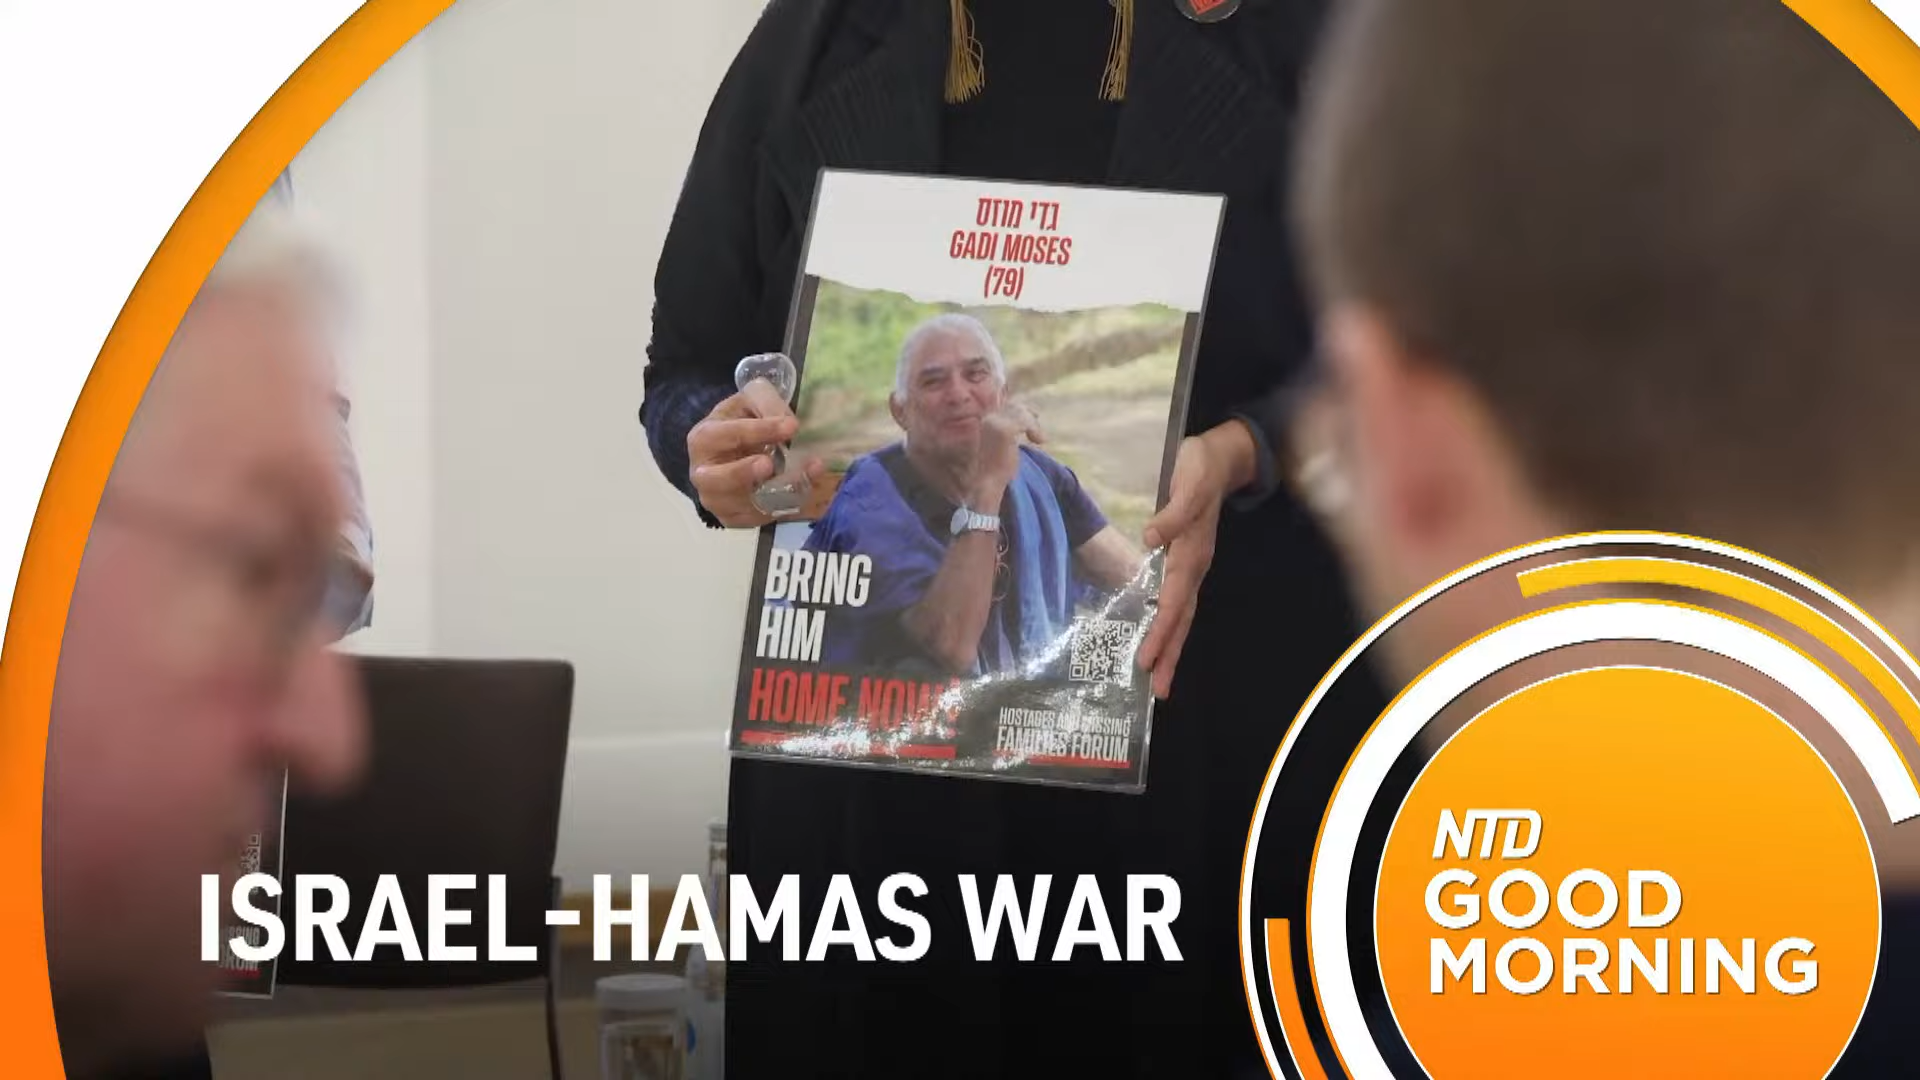 גדי מוזס
GADI MOSES
(79)
BRING
HIM
HOME NOW!
HOSTAGES AND MISSING
FAMILIES FORUM
ISRAEL-HAMAS WAR
NTD
GOOD
MORNING